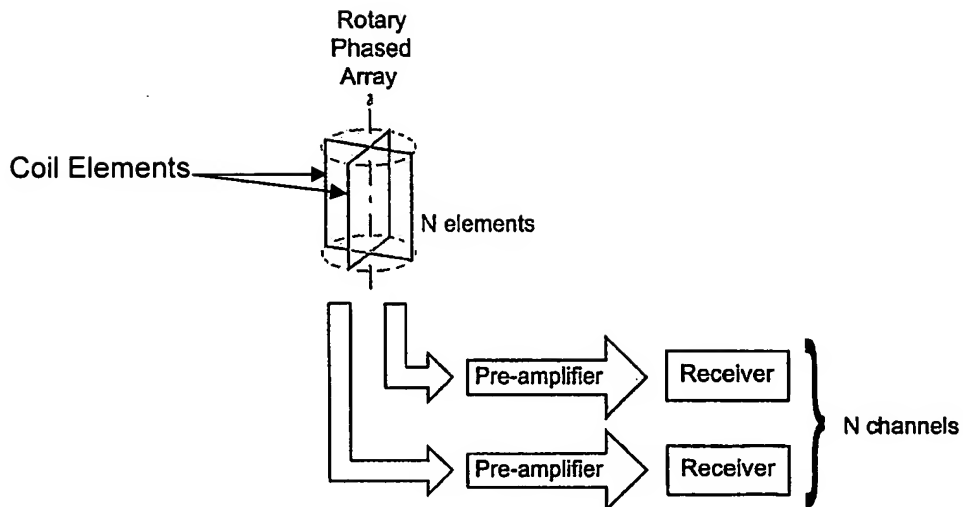 Rotary
Phased
Array
Coil Elements
N elements
Pre-amplifier
Receiver
N channels
Pre-amplifier
Receiver